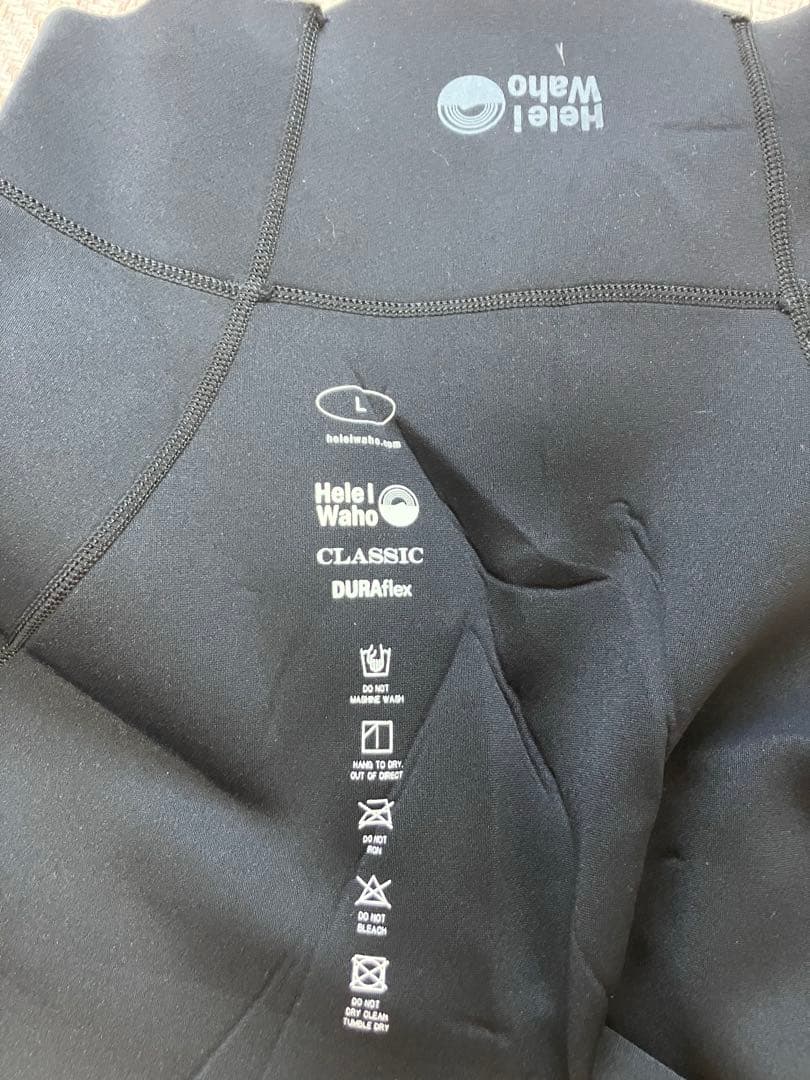 Hele i
Waho
L
heleiwaho.com
Hele i
Waho
CLASSIC
DURAflex
DO NOT
MASHINE WASH
HANG TO DRY.
OUT OF DIRECT
DO NOT
IRON
DO NOT
BLEACH
DO NOT
DRY CLEAN
TUMBLE DRY